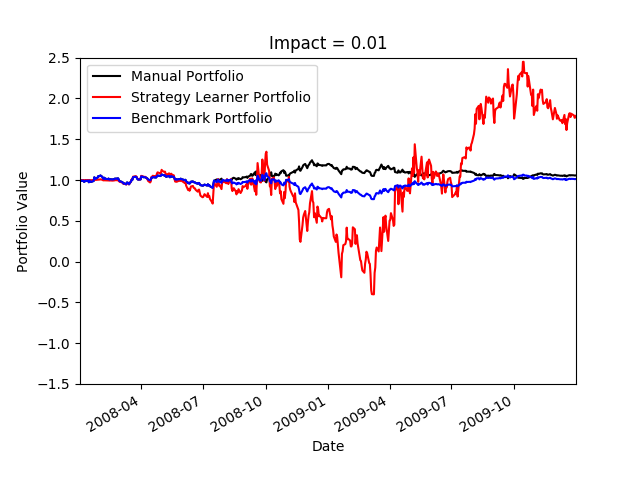 Impact = 0.01
Manual Portfolio
Strategy Learner Portfolio
Benchmark Portfolio
2.5
2.0
1.5
1.0
0.5
0.0
−0.5
−1.0
−1.5
Portfolio Value
2008-04
2008-07
2008-10
2009-01
2009-04
2009-07
2009-10
Date